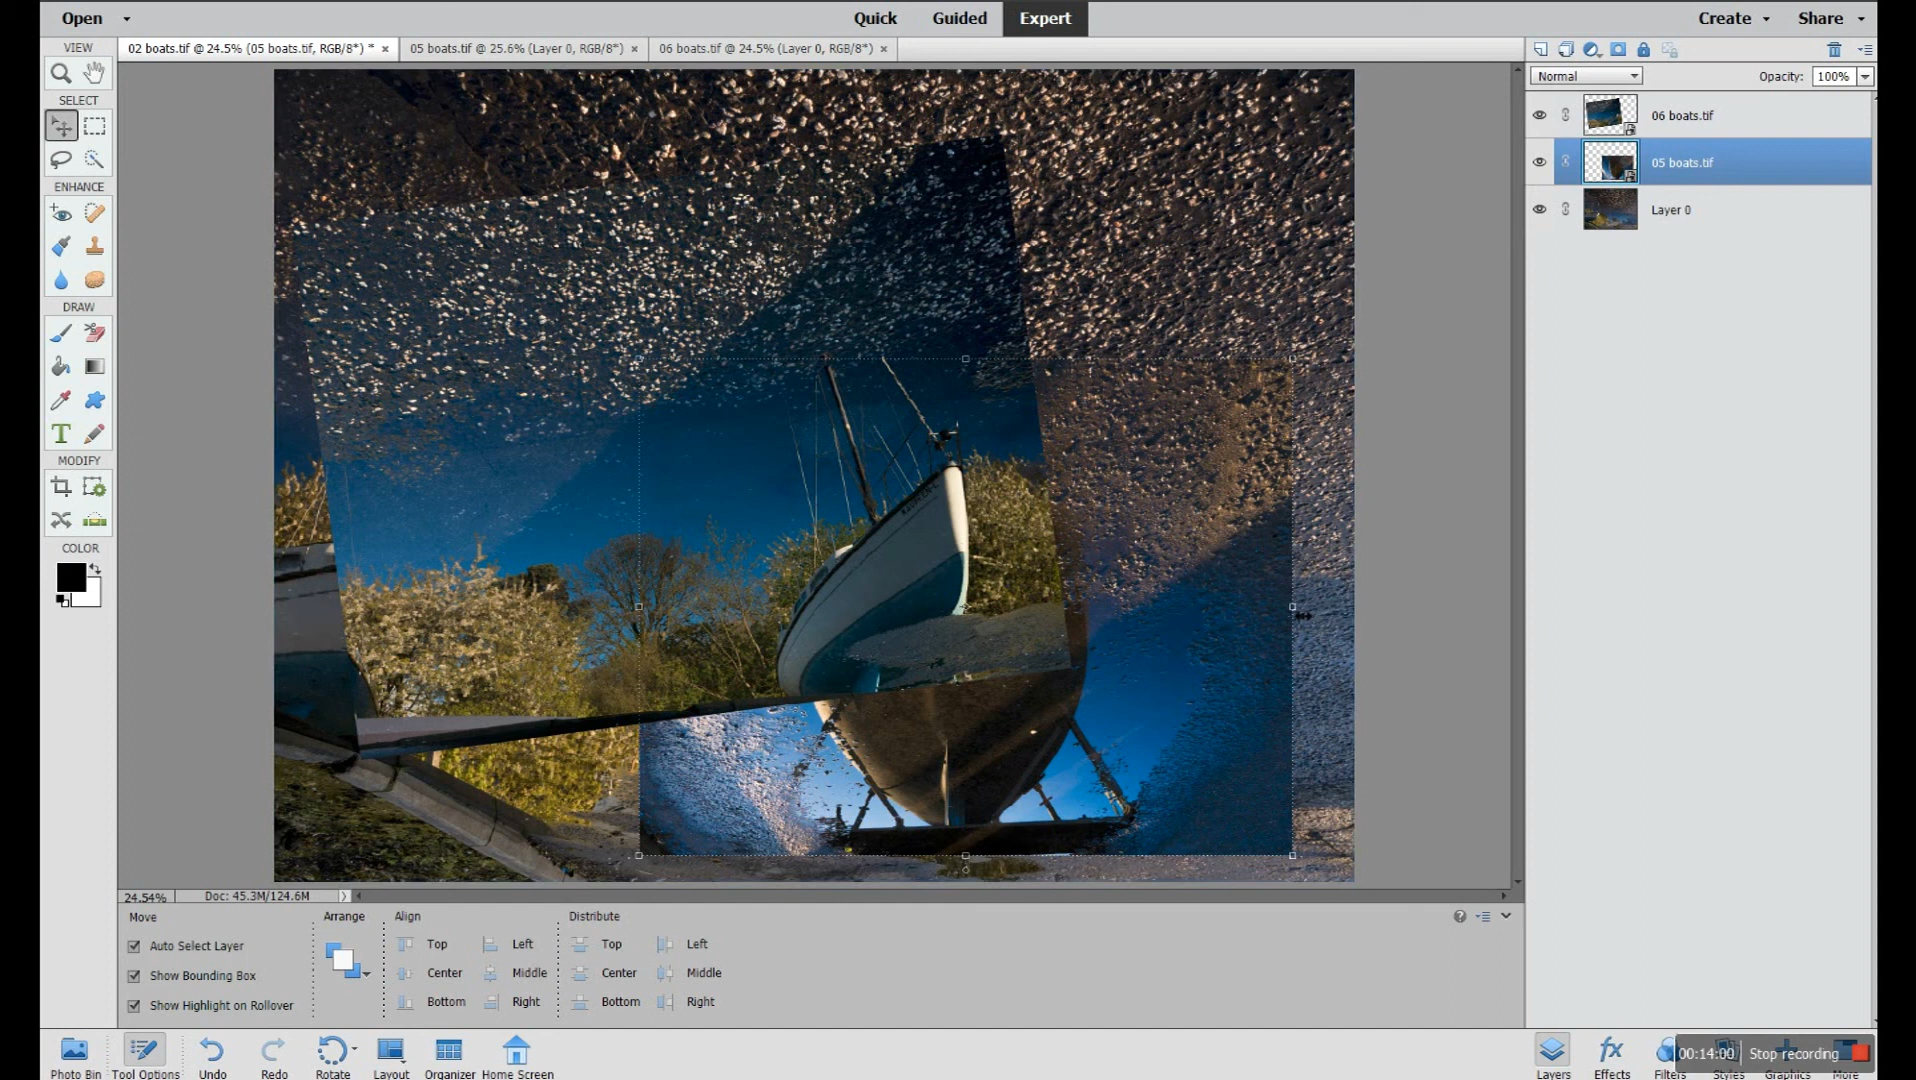 Open
Quick
Guided
Expert
Create
Share
VIEW
02 boats.tif @ 24.5% (05 boats.tif, RGB/8*) * ×
05 boats.tif @ 25.6% (Layer 0, RGB/8*) ×
06 boats.tif @ 24.5% (Layer 0, RGB/8*) ×
Normal
Opacity: 100%
SELECT
06 boats.tif
05 boats.tif
ENHANCE
Layer 0
DRAW
T
MODIFY
COLOR
24.54%
Doc: 45.3M/124.6M
Move
Arrange
Align
Distribute
Auto Select Layer
Top
Left
Top
Left
Show Bounding Box
Center
Middle
Center
Middle
Show Highlight on Rollover
Bottom
Right
Bottom
Right
00:14:00
Stop recording
Photo Bin
Tool Options
Undo
Redo
Rotate
Layout
Organizer
Home Screen
Layers
fx
Effects
Filters
Styles
Graphics
More